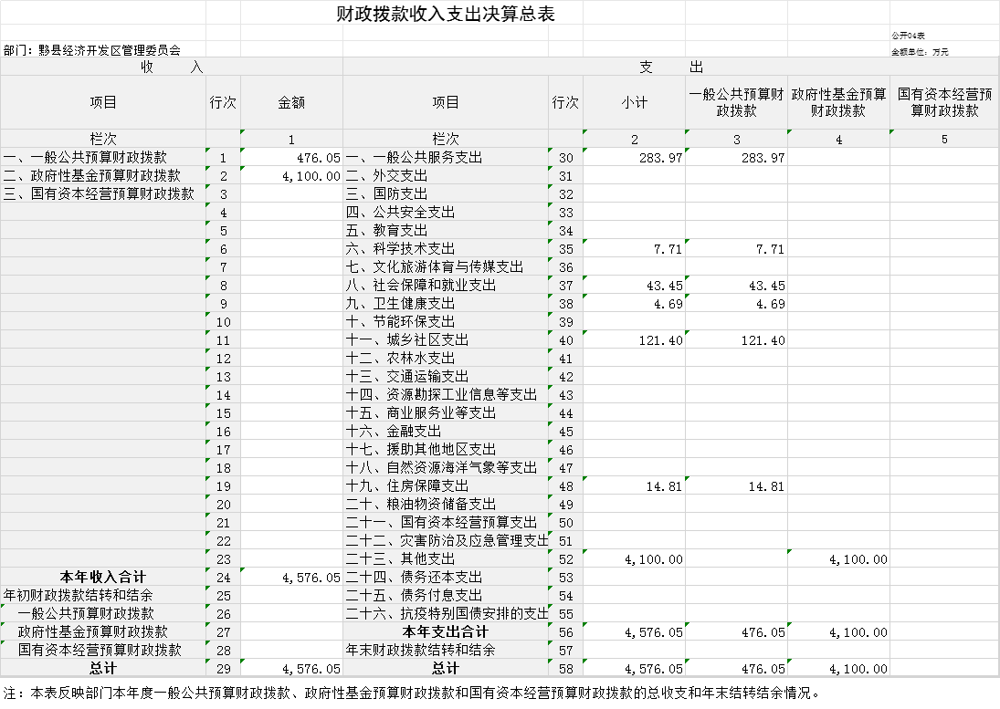 财政拨款收入支出决算总表
公开04表
部门：黟县经济开发区管理委员会 金额单位：万元
收 入 支 出
项目 行次 金额 项目 行次 小计 一般公共预算财政拨款 政府性基金预算财政拨款 国有资本经营预算财政拨款
栏次 1 栏次 2 3 4 5
一、一般公共预算财政拨款 1 476.05 一、一般公共服务支出 30 283.97 283.97
二、政府性基金预算财政拨款 2 4,100.00 二、外交支出 31
三、国有资本经营预算财政拨款 3 三、国防支出 32
4 四、公共安全支出 33
5 五、教育支出 34
6 六、科学技术支出 35 7.71 7.71
7 七、文化旅游体育与传媒支出 36
8 八、社会保障和就业支出 37 43.45 43.45
9 九、卫生健康支出 38 4.69 4.69
10 十、节能环保支出 39
11 十一、城乡社区支出 40 121.40 121.40
12 十二、农林水支出 41
13 十三、交通运输支出 42
14 十四、资源勘探工业信息等支出 43
15 十五、商业服务业等支出 44
16 十六、金融支出 45
17 十七、援助其他地区支出 46
18 十八、自然资源海洋气象等支出 47
19 十九、住房保障支出 48 14.81 14.81
20 二十、粮油物资储备支出 49
21 二十一、国有资本经营预算支出 50
22 二十二、灾害防治及应急管理支出 51
23 二十三、其他支出 52 4,100.00 4,100.00
本年收入合计 24 4,576.05 二十四、债务还本支出 53
年初财政拨款结转和结余 25 二十五、债务付息支出 54
一般公共预算财政拨款 26 二十六、抗疫特别国债安排的支出 55
政府性基金预算财政拨款 27 本年支出合计 56 4,576.05 476.05 4,100.00
国有资本经营预算财政拨款 28 年末财政拨款结转和结余 57
总计 29 4,576.05 总计 58 4,576.05 476.05 4,100.00
注：本表反映部门本年度一般公共预算财政拨款、政府性基金预算财政拨款和国有资本经营预算财政拨款的总收支和年末结转结余情况。